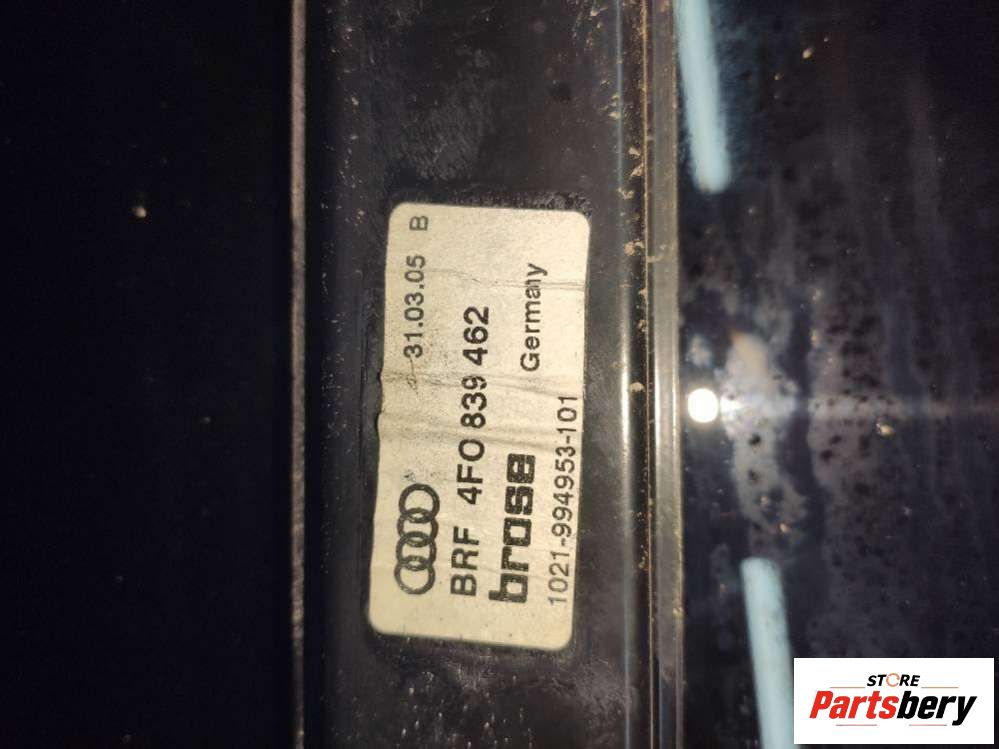 31.03.05 B
BRF 4F0 839 462
brose Germany
1021-994953-101
STORE
Partsbery